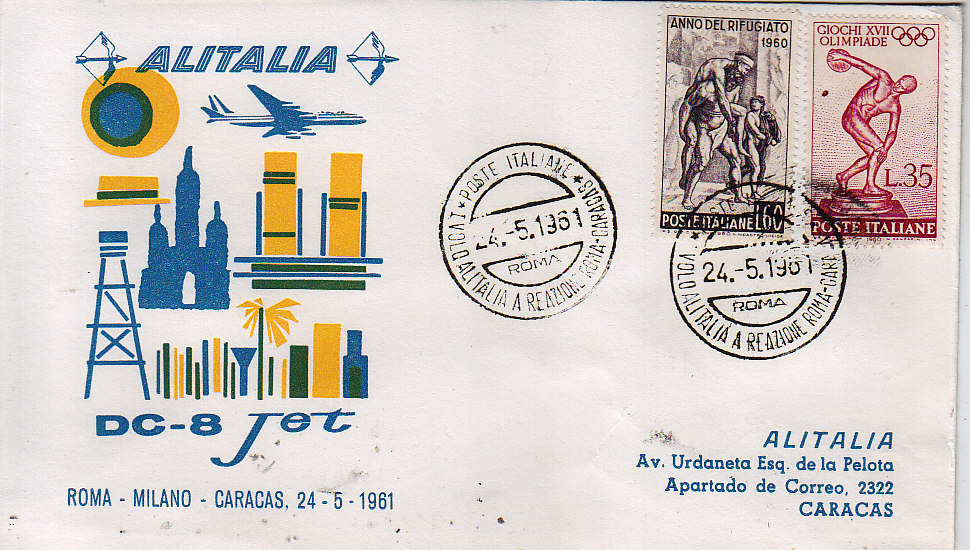 ALITALIA
DC-8 Jet
ROMA - MILANO - CARACAS, 24 - 5 - 1961
★ POSTE ITALIANE ★
I VOLO ALITALIA A REAZIONE ROMA-CARACAS
24.-5.1961
ROMA
ANNO DEL RIFUGIATO
1960
POSTE ITALIANE L.60
GIOCHI XVII
OLIMPIADE
L.35
POSTE ITALIANE
VOLO ALITALIA A REAZIONE ROMA-CARA
24.-5.1961
ROMA
ALITALIA
Av. Urdaneta Esq. de la Pelota
Apartado de Correo, 2322
CARACAS